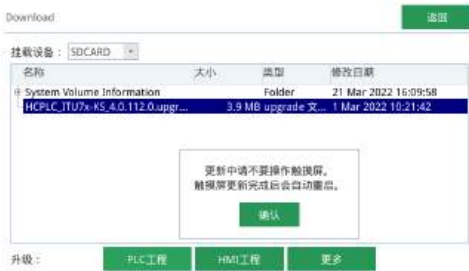 Download
返回
挂载设备： SDCARD
名称 大小 类型 修改日期
System Volume Information Folder 21 Mar 2022 16:09:58
HCPLC_ITU7x-KS_4.0.112.0.upgr... 3.9 MB upgrade 文... 1 Mar 2022 10:21:42
更新中请不要操作触摸屏。
触摸屏更新完成后会自动重启。
确认
升级： PLC工程 HMI工程 更多